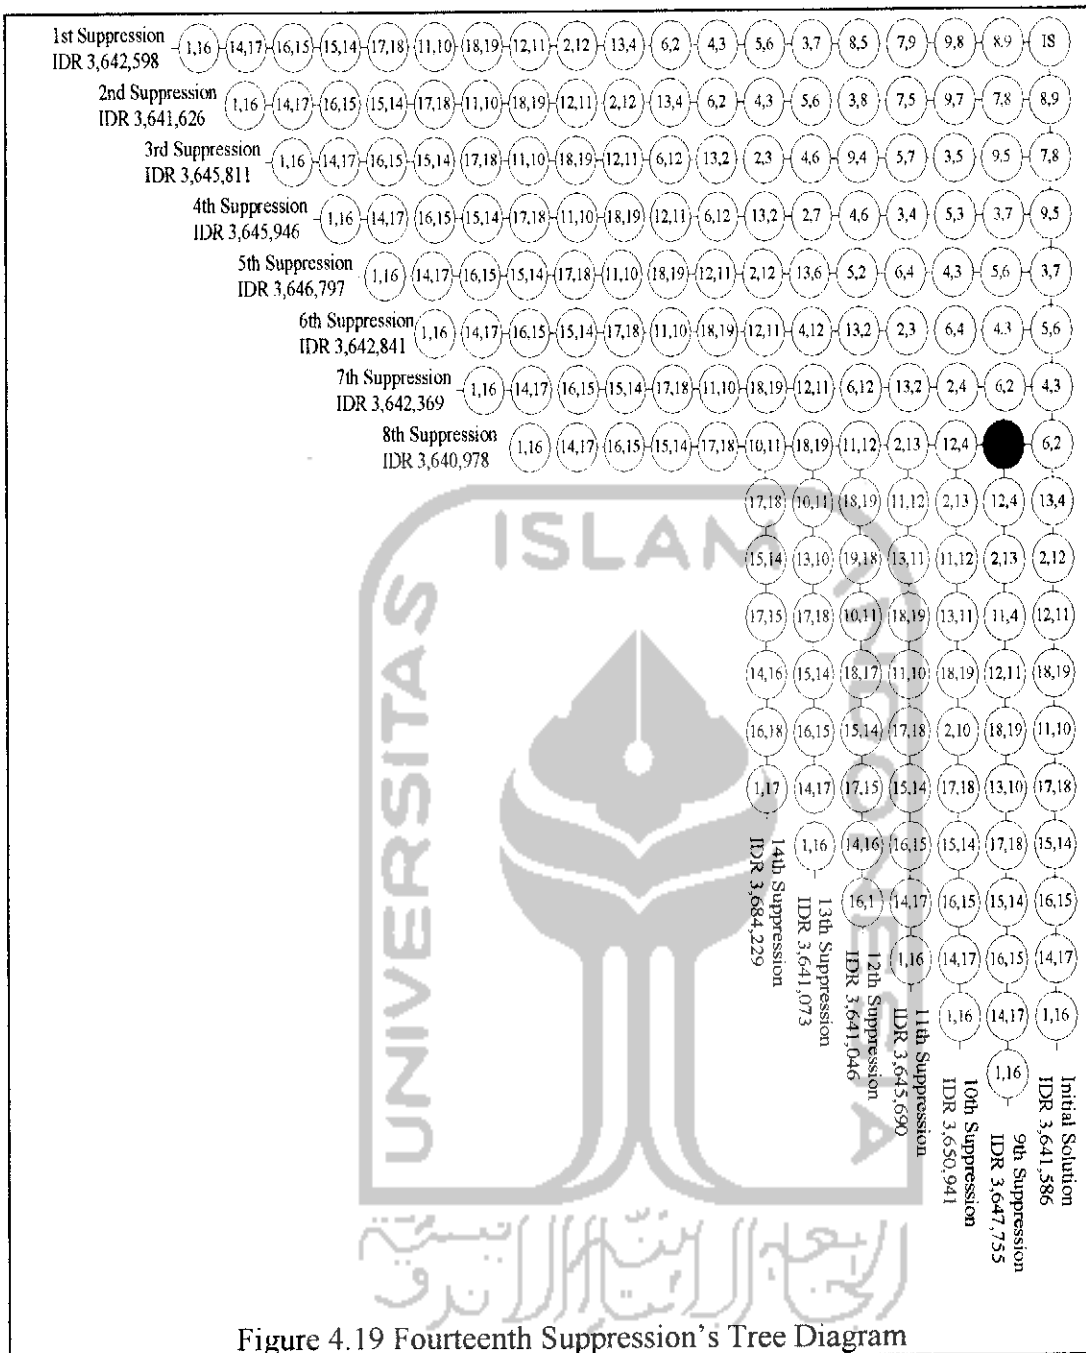 1st Suppression 1,16 14,17 16,15 15,14 17,18 11,10 18,19 12,11 2,12 13,4 6,2 4,3 5,6 3,7 8,5 7,9 9,8 8,9 IS
IDR 3,642,598
2nd Suppression 1,16 14,17 16,15 15,14 17,18 11,10 18,19 12,11 2,12 13,4 6,2 4,3 5,6 3,8 7,5 9,7 7,8 8,9
IDR 3,641,626
3rd Suppression 1,16 14,17 16,15 15,14 17,18 11,10 18,19 12,11 6,12 13,2 2,3 4,6 9,4 5,7 3,5 9,5 7,8
IDR 3,645,811
4th Suppression 1,16 14,17 16,15 15,14 17,18 11,10 18,19 12,11 6,12 13,2 2,7 4,6 3,4 5,3 3,7 9,5
IDR 3,645,946
5th Suppression 1,16 14,17 16,15 15,14 17,18 11,10 18,19 12,11 2,12 13,6 5,2 6,4 4,3 5,6 3,7
IDR 3,646,797
6th Suppression 1,16 14,17 16,15 15,14 17,18 11,10 18,19 12,11 4,12 13,2 2,3 6,4 4,3 5,6
IDR 3,642,841
7th Suppression 1,16 14,17 16,15 15,14 17,18 11,10 18,19 12,11 6,12 13,2 2,4 6,2 4,3
IDR 3,642,369
8th Suppression 1,16 14,17 16,15 15,14 17,18 10,11 18,19 11,12 2,13 12,4 6,2
IDR 3,640,978
17,18 10,11 18,19 11,12 2,13 12,4 13,4
15,14 13,10 19,18 13,11 11,12 2,13 2,12
17,15 17,18 10,11 18,19 13,11 11,4 12,11
14,16 15,14 18,17 11,10 18,19 12,11 18,19
16,18 16,15 15,14 17,18 2,10 18,19 11,10
1,17 14,17 17,15 15,14 17,18 13,10 17,18
1,16 14,16 16,15 15,14 17,18 15,14
16,1 14,17 16,15 15,14 16,15
1,16 14,17 16,15 14,17
1,16 14,17 1,16
1,16
14th Suppression
IDR 3,684,229
13th Suppression
IDR 3,641,073
12th Suppression
IDR 3,641,046
11th Suppression
IDR 3,645,690
10th Suppression
IDR 3,650,941
9th Suppression
IDR 3,647,755
Initial Solution
IDR 3,641,586
ISLAM
UNIVERSITAS
INDONESIA
Figure 4.19 Fourteenth Suppression's Tree Diagram